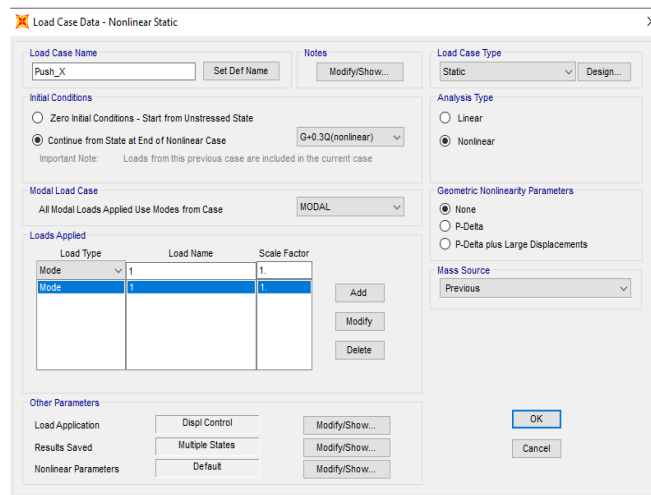 Load Case Data - Nonlinear Static
Load Case Name
Push_X
Set Def Name
Notes
Modify/Show...
Load Case Type
Static
Design...
Initial Conditions
Zero Initial Conditions - Start from Unstressed State
Continue from State at End of Nonlinear Case
G+0.3Q(nonlinear)
Important Note: Loads from this previous case are included in the current case
Analysis Type
Linear
Nonlinear
Modal Load Case
All Modal Loads Applied Use Modes from Case
MODAL
Geometric Nonlinearity Parameters
None
P-Delta
P-Delta plus Large Displacements
Loads Applied
Load Type Load Name Scale Factor
Mode 1 1.
Mode 1 1.
Add
Modify
Delete
Mass Source
Previous
Other Parameters
Load Application Displ Control Modify/Show...
Results Saved Multiple States Modify/Show...
Nonlinear Parameters Default Modify/Show...
OK
Cancel